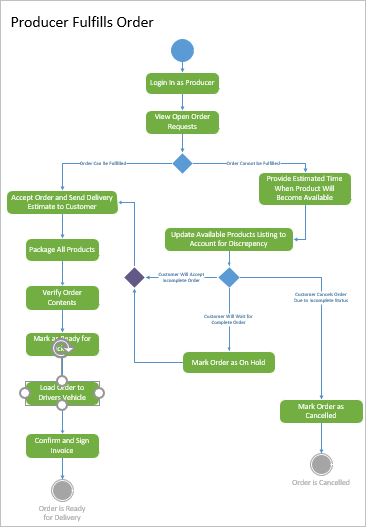 Producer Fulfills Order
Login In as Producer
View Open Order
Requests
Order Can be Fulfilled
Order Cannot be Fulfilled
Provide Estimated Time
When Product Will
Become Available
Accept Order and Send Delivery
Estimate to Customer
Update Available Products Listing to
Account for Discrepency
Package All Products
Customer Will Accept
Incomplete Order
Customer Cancels Order
Due to Incomplete Status
Verify Order
Contents
Customer Will Wait for
Complete Order
Mark as Ready for
Mark Order as On Hold
Load Order to
Drivers Vehicle
Mark Order as
Cancelled
Confirm and Sign
Invoice
Order is Cancelled
Order is Ready
for Delivery